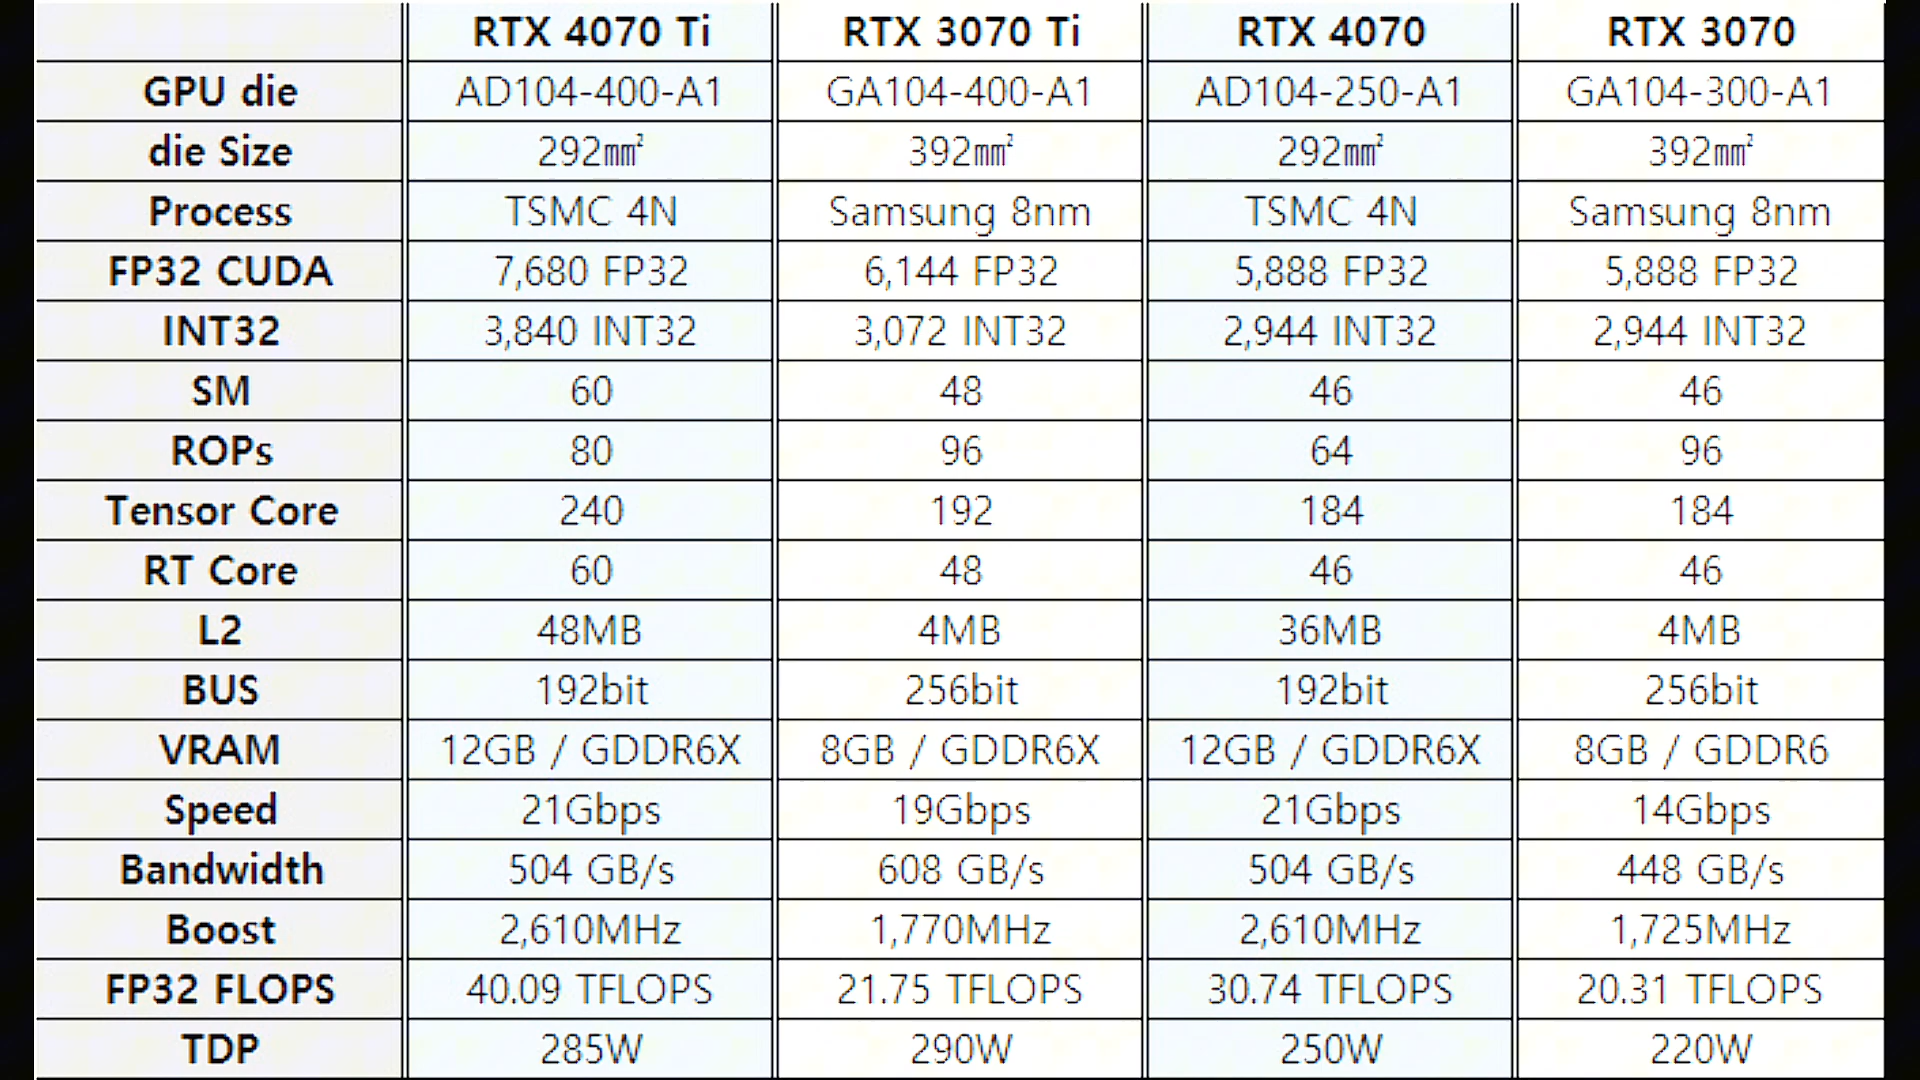 RTX 4070 Ti RTX 3070 Ti RTX 4070 RTX 3070
GPU die AD104-400-A1 GA104-400-A1 AD104-250-A1 GA104-300-A1
die Size 292㎟ 392㎟ 292㎟ 392㎟
Process TSMC 4N Samsung 8nm TSMC 4N Samsung 8nm
FP32 CUDA 7,680 FP32 6,144 FP32 5,888 FP32 5,888 FP32
INT32 3,840 INT32 3,072 INT32 2,944 INT32 2,944 INT32
SM 60 48 46 46
ROPs 80 96 64 96
Tensor Core 240 192 184 184
RT Core 60 48 46 46
L2 48MB 4MB 36MB 4MB
BUS 192bit 256bit 192bit 256bit
VRAM 12GB / GDDR6X 8GB / GDDR6X 12GB / GDDR6X 8GB / GDDR6
Speed 21Gbps 19Gbps 21Gbps 14Gbps
Bandwidth 504 GB/s 608 GB/s 504 GB/s 448 GB/s
Boost 2,610MHz 1,770MHz 2,610MHz 1,725MHz
FP32 FLOPS 40.09 TFLOPS 21.75 TFLOPS 30.74 TFLOPS 20.31 TFLOPS
TDP 285W 290W 250W 220W